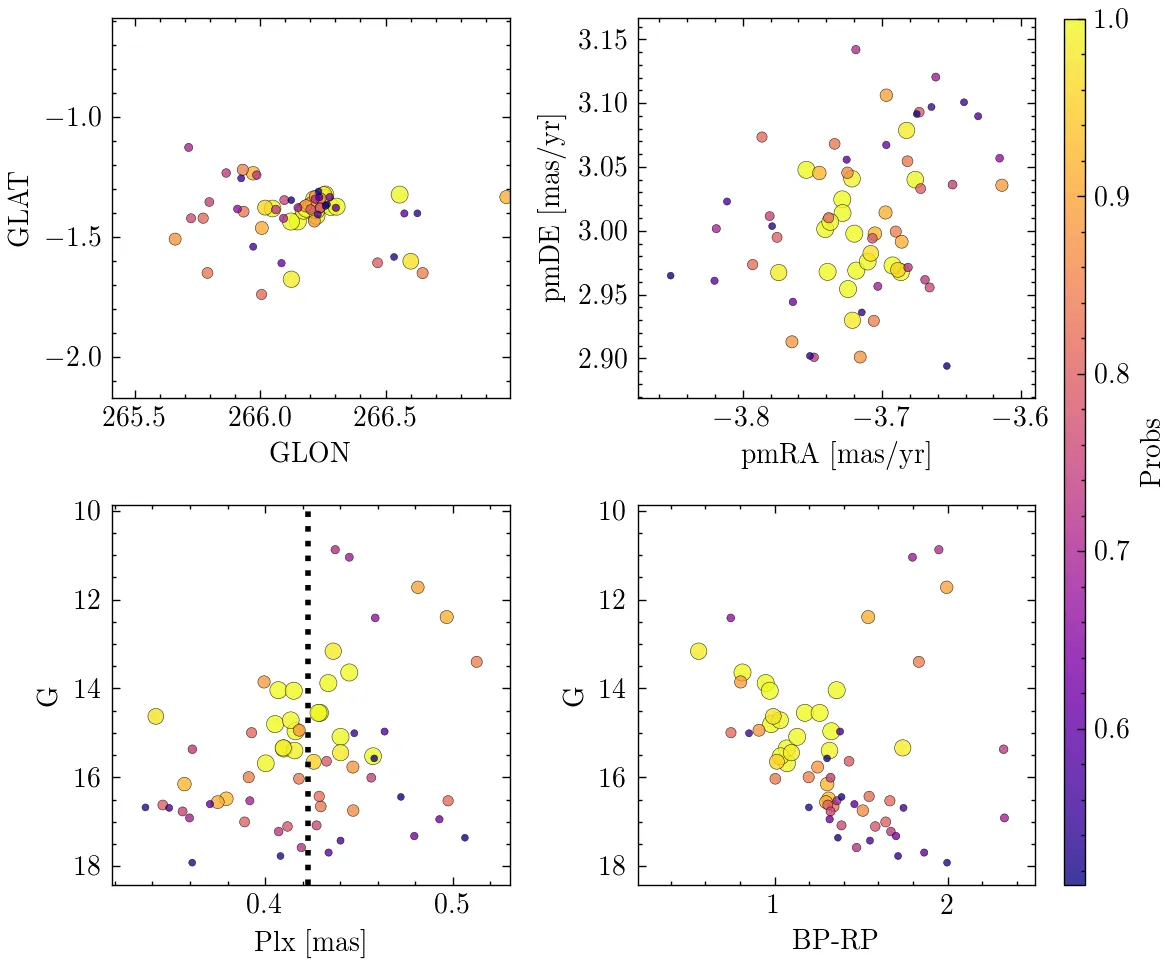 −1.0
−1.5
−2.0
GLAT
265.5 266.0 266.5
GLON
3.15
3.10
3.05
3.00
2.95
2.90
pmDE [mas/yr]
−3.8 −3.7 −3.6
pmRA [mas/yr]
1.0
0.9
0.8
0.7
0.6
Probs
10
12
14
16
18
G
0.4 0.5
Plx [mas]
10
12
14
16
18
G
1 2
BP-RP